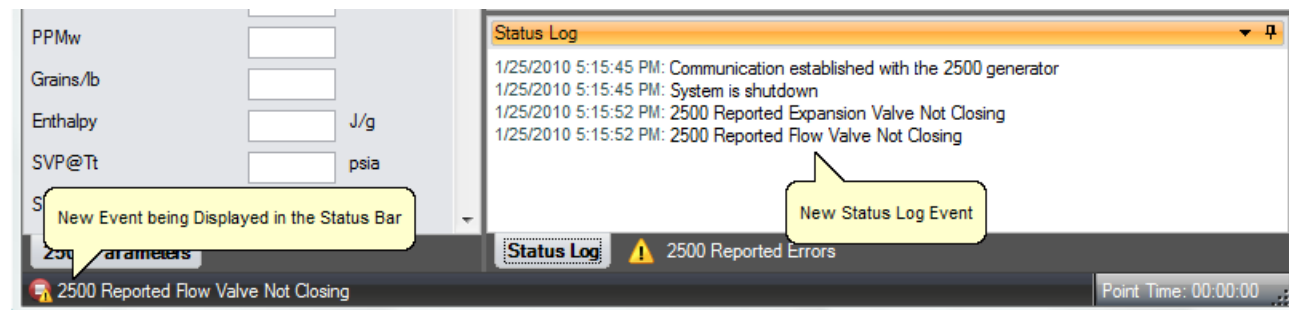 PPMw
Grains/lb
Enthalpy J/g
SVP@Tt psia
S
New Event being Displayed in the Status Bar
2500 Parameters
Status Log
1/25/2010 5:15:45 PM: Communication established with the 2500 generator
1/25/2010 5:15:45 PM: System is shutdown
1/25/2010 5:15:52 PM: 2500 Reported Expansion Valve Not Closing
1/25/2010 5:15:52 PM: 2500 Reported Flow Valve Not Closing
New Status Log Event
Status Log 2500 Reported Errors
2500 Reported Flow Valve Not Closing
Point Time: 00:00:00